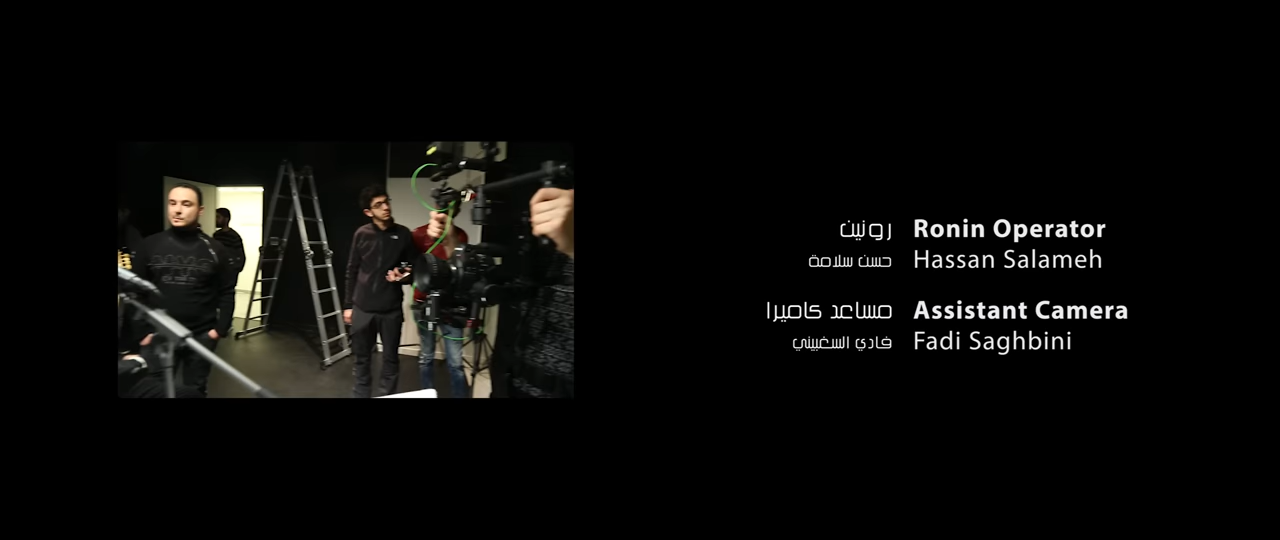 رونين Ronin Operator
حسن سلامة Hassan Salameh
مساعد كاميرا Assistant Camera
فادي السغبيني Fadi Saghbini